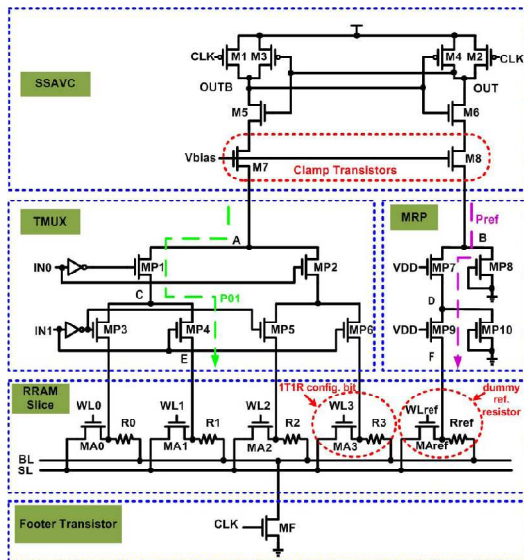 SSAVC
CLK M1 M3 M4 M2 CLK
OUTB OUT
M5 M6
Vbias M7 M8
Clamp Transistors
TMUX MRP
Pref
A B
IN0 MP1 MP2 VDD MP7 MP8
C P01 D
IN1 MP3 MP4 MP5 MP6 VDD MP9 MP10
E F
RRAM Slice
1T1R config. bit
dummy ref. resistor
WL0 WL1 WL2 WL3 WLref
R0 R1 R2 R3 Rref
MA0 MA1 MA2 MA3 MAref
BL
SL
CLK MF
Footer Transistor